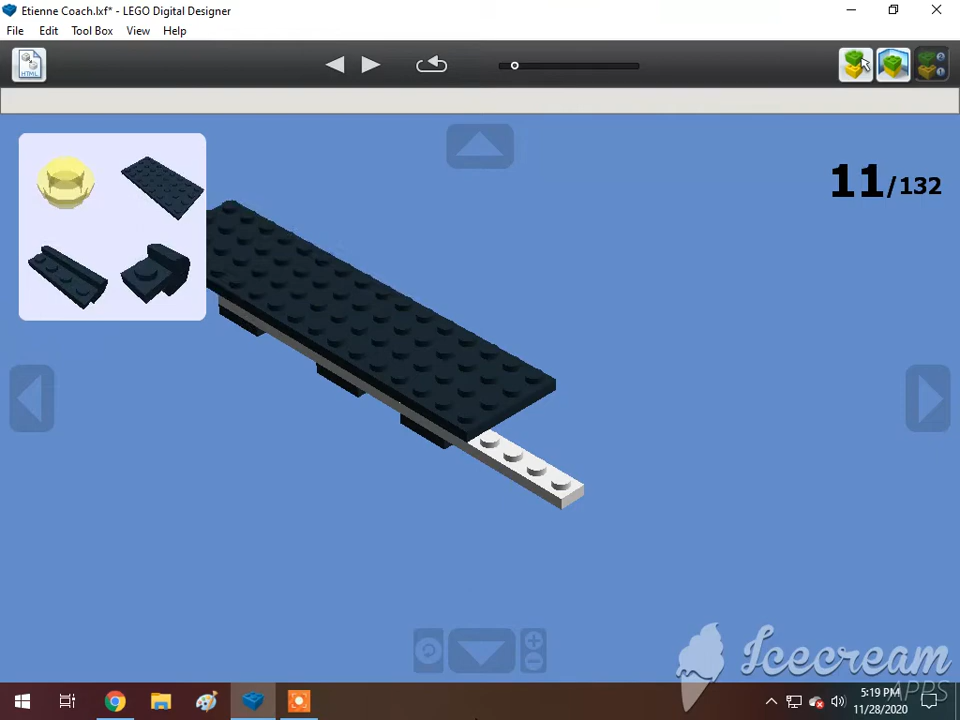 Etienne Coach.lxf* - LEGO Digital Designer
File Edit Tool Box View Help
HTML
11/132
Icecream
APPS
5:19 PM
11/28/2020